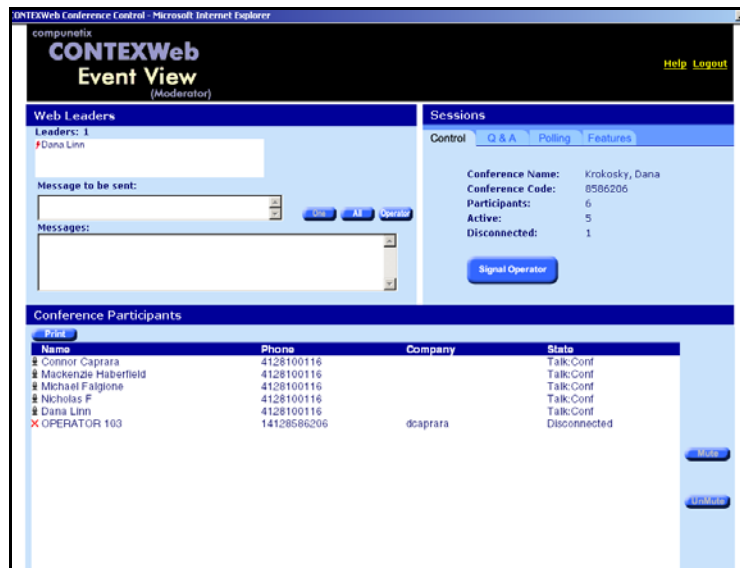 CONTEXWeb Conference Control - Microsoft Internet Explorer
compunetix
CONTEXWeb
Event View
(Moderator)
Help Logout
Web Leaders
Leaders: 1
Dana Linn
Message to be sent:
One All Operator
Messages:
Sessions
Control Q & A Polling Features
Conference Name: Krokosky, Dana
Conference Code: 8586206
Participants: 6
Active: 5
Disconnected: 1
Signal Operator
Conference Participants
Print
Name Phone Company State
Connor Caprara 4128100116 Talk:Conf
Mackenzie Haberfield 4128100116 Talk:Conf
Michael Falgione 4128100116 Talk:Conf
Nicholas F 4128100116 Talk:Conf
Dana Linn 4128100116 Talk:Conf
OPERATOR 103 14128586206 dcaprara Disconnected
Mute
UnMute